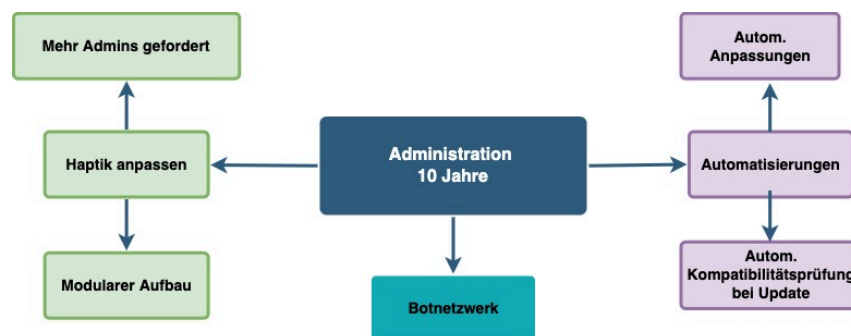 Mehr Admins gefordert
Autom.
Anpassungen
Haptik anpassen
Administration
10 Jahre
Automatisierungen
Modularer Aufbau
Botnetzwerk
Autom.
Kompatibilitätsprüfung
bei Update